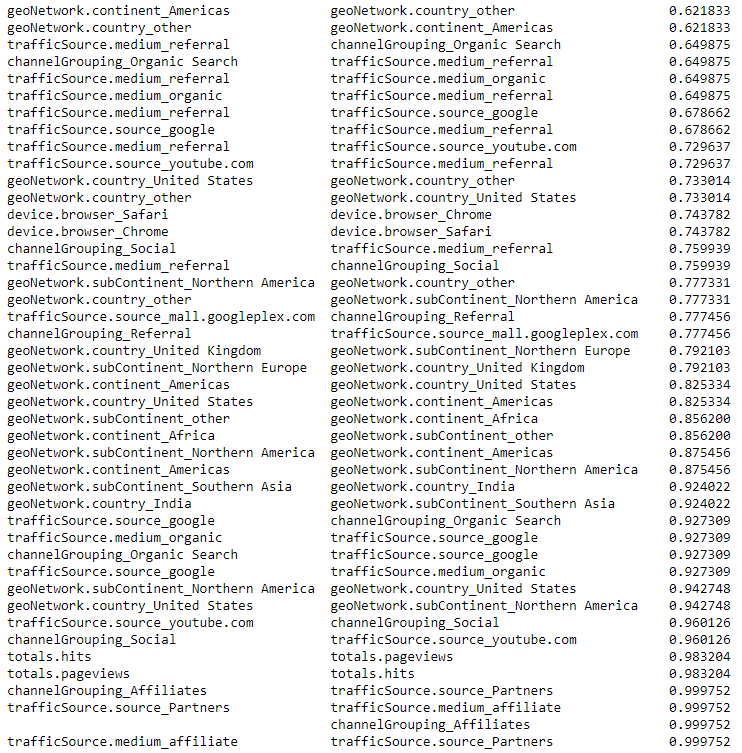 geoNetwork.continent_Americas geoNetwork.country_other 0.621833
geoNetwork.country_other geoNetwork.continent_Americas 0.621833
trafficSource.medium_referral channelGrouping_Organic Search 0.649875
channelGrouping_Organic Search trafficSource.medium_referral 0.649875
trafficSource.medium_referral trafficSource.medium_organic 0.649875
trafficSource.medium_organic trafficSource.medium_referral 0.649875
trafficSource.medium_referral trafficSource.source_google 0.678662
trafficSource.source_google trafficSource.medium_referral 0.678662
trafficSource.medium_referral trafficSource.source_youtube.com 0.729637
trafficSource.source_youtube.com trafficSource.medium_referral 0.729637
geoNetwork.country_United States geoNetwork.country_other 0.733014
geoNetwork.country_other geoNetwork.country_United States 0.733014
device.browser_Safari device.browser_Chrome 0.743782
device.browser_Chrome device.browser_Safari 0.743782
channelGrouping_Social trafficSource.medium_referral 0.759939
trafficSource.medium_referral channelGrouping_Social 0.759939
geoNetwork.subContinent_Northern America geoNetwork.country_other 0.777331
geoNetwork.country_other geoNetwork.subContinent_Northern America 0.777331
trafficSource.source_mall.googleplex.com channelGrouping_Referral 0.777456
channelGrouping_Referral trafficSource.source_mall.googleplex.com 0.777456
geoNetwork.country_United Kingdom geoNetwork.subContinent_Northern Europe 0.792103
geoNetwork.subContinent_Northern Europe geoNetwork.country_United Kingdom 0.792103
geoNetwork.continent_Americas geoNetwork.country_United States 0.825334
geoNetwork.country_United States geoNetwork.continent_Americas 0.825334
geoNetwork.subContinent_other geoNetwork.continent_Africa 0.856200
geoNetwork.continent_Africa geoNetwork.subContinent_other 0.856200
geoNetwork.subContinent_Northern America geoNetwork.continent_Americas 0.875456
geoNetwork.continent_Americas geoNetwork.subContinent_Northern America 0.875456
geoNetwork.subContinent_Southern Asia geoNetwork.country_India 0.924022
geoNetwork.country_India geoNetwork.subContinent_Southern Asia 0.924022
trafficSource.source_google channelGrouping_Organic Search 0.927309
trafficSource.medium_organic trafficSource.source_google 0.927309
channelGrouping_Organic Search trafficSource.source_google 0.927309
trafficSource.source_google trafficSource.medium_organic 0.927309
geoNetwork.subContinent_Northern America geoNetwork.country_United States 0.942748
geoNetwork.country_United States geoNetwork.subContinent_Northern America 0.942748
trafficSource.source_youtube.com channelGrouping_Social 0.960126
channelGrouping_Social trafficSource.source_youtube.com 0.960126
totals.hits totals.pageviews 0.983204
totals.pageviews totals.hits 0.983204
channelGrouping_Affiliates trafficSource.source_Partners 0.999752
trafficSource.source_Partners trafficSource.medium_affiliate 0.999752
channelGrouping_Affiliates 0.999752
trafficSource.medium_affiliate trafficSource.source_Partners 0.999752